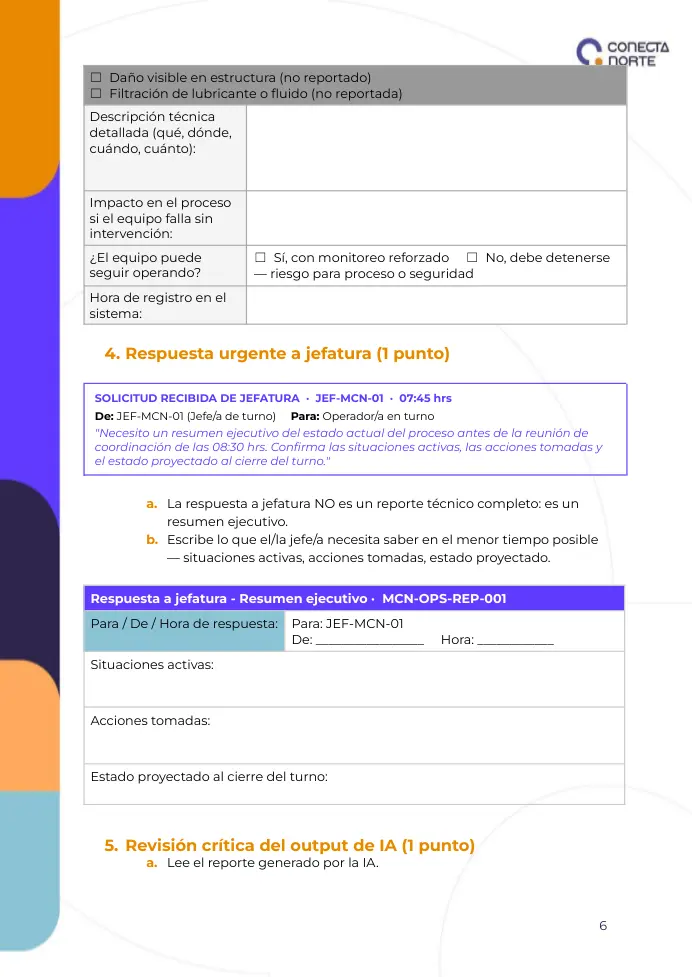 CONECTA
NORTE
☐ Daño visible en estructura (no reportado)
☐ Filtración de lubricante o fluido (no reportada)
Descripción técnica
detallada (qué, dónde,
cuándo, cuánto):
Impacto en el proceso
si el equipo falla sin
intervención:
¿El equipo puede
seguir operando?
☐ Sí, con monitoreo reforzado ☐ No, debe detenerse
— riesgo para proceso o seguridad
Hora de registro en el
sistema:
4. Respuesta urgente a jefatura (1 punto)
SOLICITUD RECIBIDA DE JEFATURA · JEF-MCN-01 · 07:45 hrs
De: JEF-MCN-01 (Jefe/a de turno) Para: Operador/a en turno
"Necesito un resumen ejecutivo del estado actual del proceso antes de la reunión de
coordinación de las 08:30 hrs. Confirma las situaciones activas, las acciones tomadas y
el estado proyectado al cierre del turno."
a. La respuesta a jefatura NO es un reporte técnico completo: es un
resumen ejecutivo.
b. Escribe lo que el/la jefe/a necesita saber en el menor tiempo posible
— situaciones activas, acciones tomadas, estado proyectado.
Respuesta a jefatura - Resumen ejecutivo · MCN-OPS-REP-001
Para / De / Hora de respuesta:
Para: JEF-MCN-01
De: ________________ Hora: ___________
Situaciones activas:
Acciones tomadas:
Estado proyectado al cierre del turno:
5. Revisión crítica del output de IA (1 punto)
a. Lee el reporte generado por la IA.
6